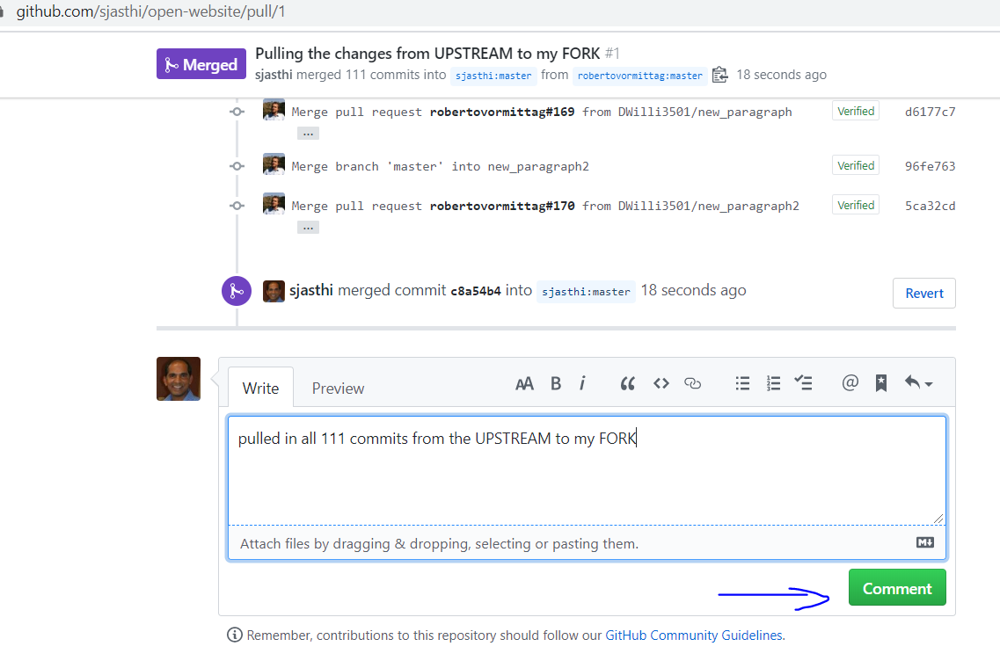 github.com/sjasthi/open-website/pull/1
Merged
Pulling the changes from UPSTREAM to my FORK #1
sjasthi merged 111 commits into sjasthi:master from robertovormittag:master 18 seconds ago
Merge pull request robertovormittag#169 from DWilli3501/new_paragraph Verified d6177c7
...
Merge branch 'master' into new_paragraph2 Verified 96fe763
Merge pull request robertovormittag#170 from DWilli3501/new_paragraph2 Verified 5ca32cd
...
sjasthi merged commit c8a54b4 into sjasthi:master 18 seconds ago Revert
Write Preview AA B i @
pulled in all 111 commits from the UPSTREAM to my FORK
Attach files by dragging & dropping, selecting or pasting them. M↓
Comment
Remember, contributions to this repository should follow our GitHub Community Guidelines.